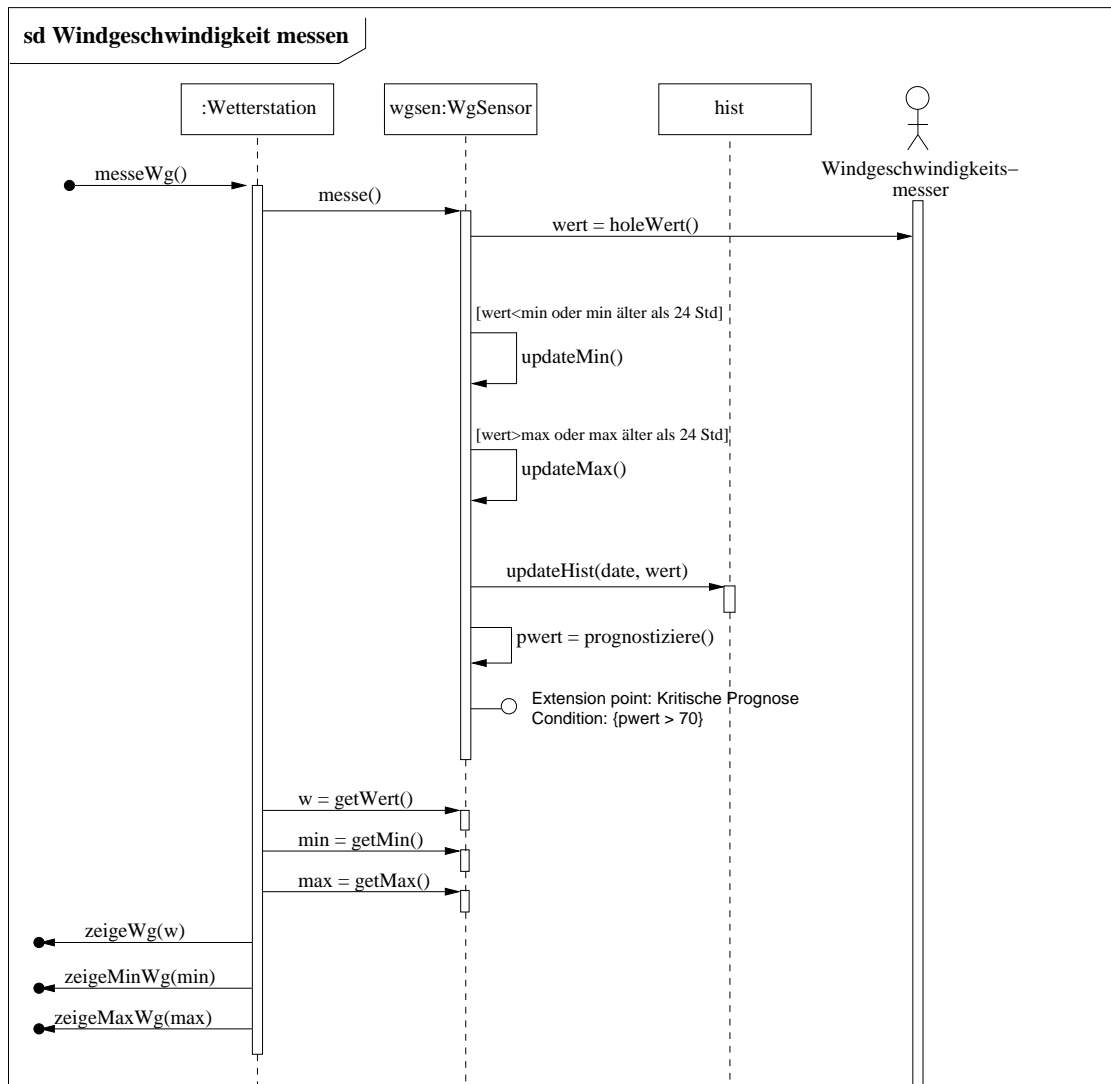 sd Windgeschwindigkeit messen
:Wetterstation
wgsen:WgSensor
hist
Windgeschwindigkeits−
messer
messeWg()
messe()
wert = holeWert()
[wert<min oder min älter als 24 Std]
updateMin()
[wert>max oder max älter als 24 Std]
updateMax()
updateHist(date, wert)
pwert = prognostiziere()
Extension point: Kritische Prognose
Condition: {pwert > 70}
w = getWert()
min = getMin()
max = getMax()
zeigeWg(w)
zeigeMinWg(min)
zeigeMaxWg(max)